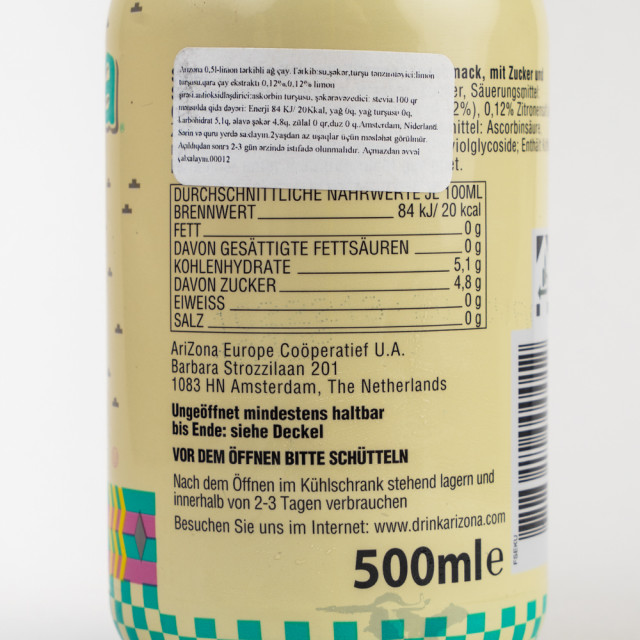 Arizona 0,5l-limon tərkibli ağ çay.Tərkib:su,şəkər,turşu tənzimləyici:limon
turşusu,qara çay ekstraktı 0,12%,0,12% limon
şirəsi,antioksidləşdirici:askorbin turşusu, şəkərəvəzedici: stevia.100 qr
məhsulda qida dəyəri: Enerji 84 KJ/ 20Kkal, yağ 0q, yağ turşusu 0q,
karbohidrat 5,1q, əlavə şəkər 4,8q, zülal 0 qr,duz 0 q.Amsterdam, Niderland.
Sərin və quru yerdə saxlayın.2yaşdan az uşaqlar üçün məsləhət görülmür.
Açıldıqdan sonra 2-3 gün ərzində istifadə olunmalıdır. Açmazdan əvvəl
çalxalayın.00012
mack, mit Zucker und
er, Säuerungsmittel
2%), 0,12% Zitronensaft
mittel: Ascorbinsäure,
violglycoside; Enthält
et.
DURCHSCHNITTLICHE NÄHRWERTE JE 100ML
BRENNWERT 84 kJ/ 20 kcal
FETT 0 g
DAVON GESÄTTIGTE FETTSÄUREN 0 g
KOHLENHYDRATE 5,1 g
DAVON ZUCKER 4,8 g
EIWEISS 0 g
SALZ 0 g
AriZona Europe Coöperatief U.A.
Barbara Strozzilaan 201
1083 HN Amsterdam, The Netherlands
Ungeöffnet mindestens haltbar
bis Ende: siehe Deckel
VOR DEM ÖFFNEN BITTE SCHÜTTELN
Nach dem Öffnen im Kühlschrank stehend lagern und
innerhalb von 2-3 Tagen verbrauchen
Besuchen Sie uns im Internet: www.drinkarizona.com
500ml e
FSEKU